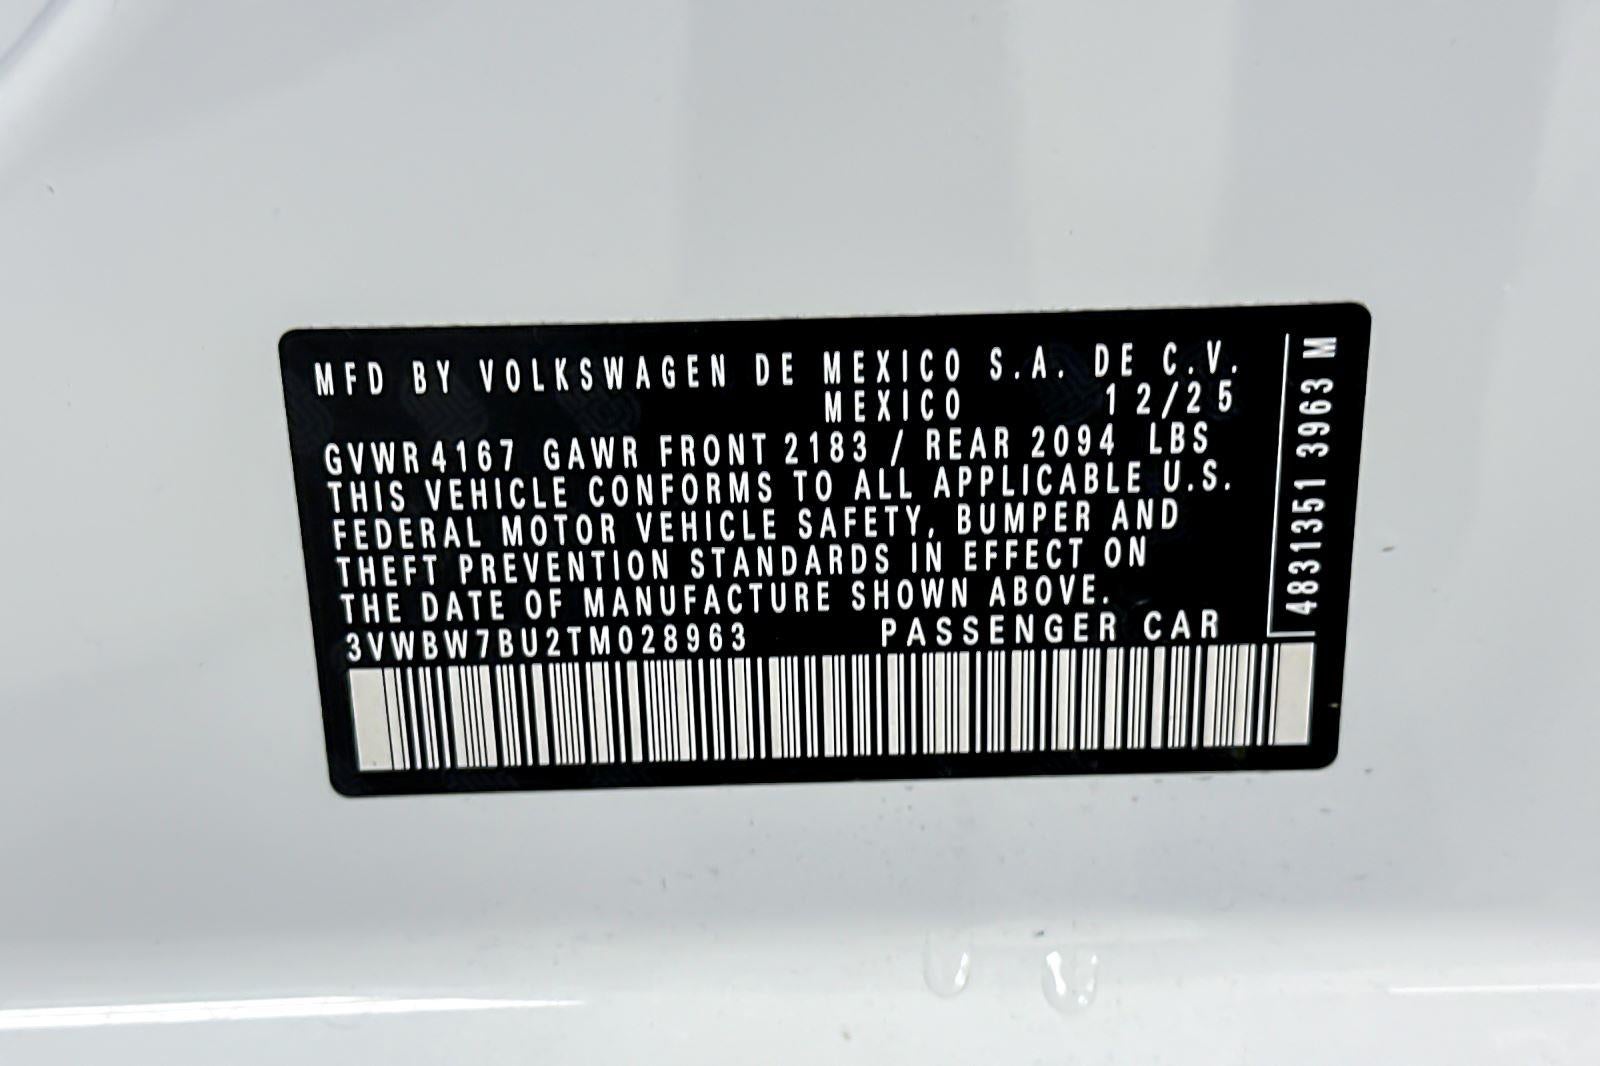 MFD BY VOLKSWAGEN DE MEXICO S.A. DE C.V.
MEXICO 12/25
GVWR 4167 GAWR FRONT 2183 / REAR 2094 LBS
THIS VEHICLE CONFORMS TO ALL APPLICABLE U.S.
FEDERAL MOTOR VEHICLE SAFETY, BUMPER AND
THEFT PREVENTION STANDARDS IN EFFECT ON
THE DATE OF MANUFACTURE SHOWN ABOVE.
3VWBW7BU2TM028963 PASSENGER CAR
4831351 3963 M